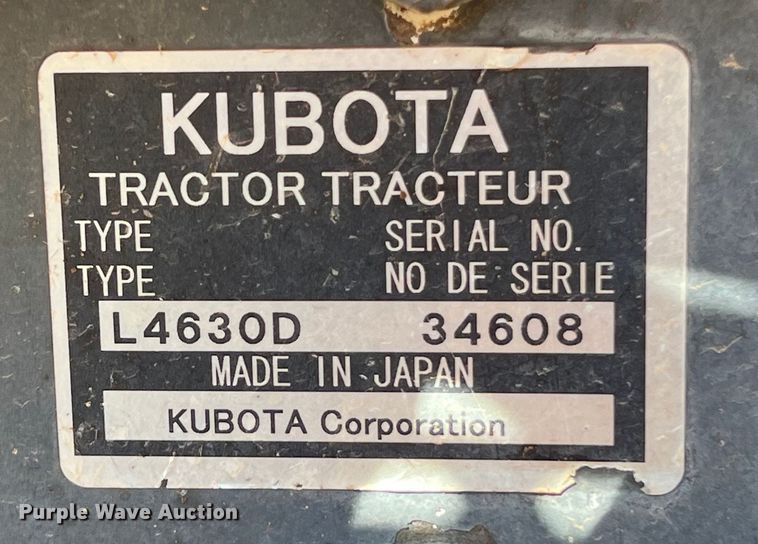 KUBOTA
TRACTOR TRACTEUR
TYPE SERIAL NO.
TYPE NO DE SERIE
L4630D 34608
MADE IN JAPAN
KUBOTA Corporation
Purple Wave Auction